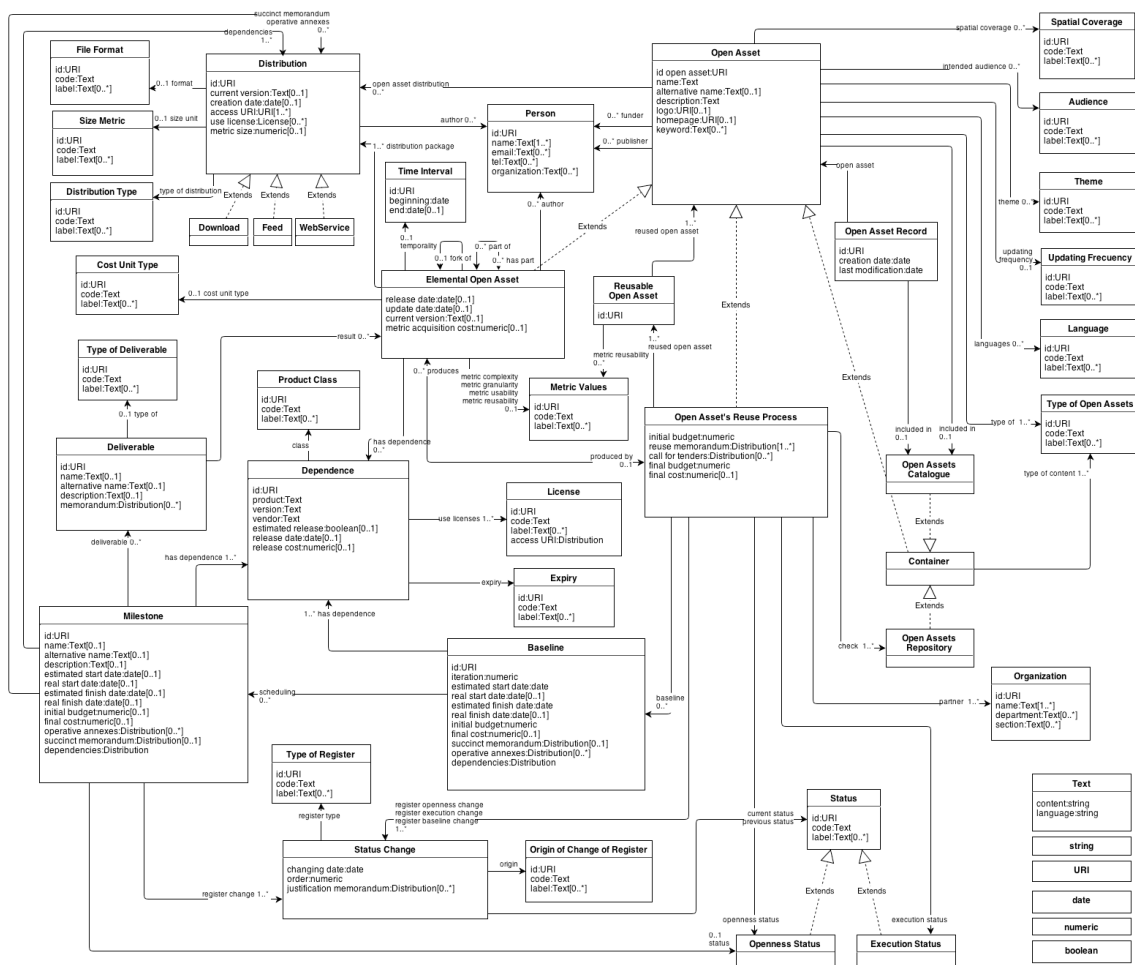 succinct memorandum
operative annexes
0..*
dependencies
1..*
File Format
id:URI
code:Text
label:Text[0..*]
0..1 format
Size Metric
id:URI
code:Text
label:Text[0..*]
0..1 size unit
Distribution Type
id:URI
code:Text
label:Text[0..*]
type of distribution
Distribution
id:URI
current version:Text[0..1]
creation date:date[0..1]
access URI:URI[1..*]
use license:License[0..*]
metric size:numeric[0..1]
Extends
Extends
Extends
Download
Feed
WebService
open asset distribution
0..*
author 0..*
1..* distribution package
Person
id:URI
name:Text[1..*]
email:Text[0..*]
tel:Text[0..*]
organization:Text[0..*]
0..* funder
0..* publisher
0..* author
Time Interval
id:URI
beginning:date
end:date[0..1]
0..1
temporality
0..1 fork of
0..* part of
0..* has part
Open Asset
id open asset:URI
name:Text
alternative name:Text[0..1]
description:Text
logo:URI[0..1]
homepage:URI[0..1]
keyword:Text[0..*]
spatial coverage 0..*
Spatial Coverage
id:URI
code:Text
label:Text[0..*]
intended audience 0..*
Audience
id:URI
code:Text
label:Text[0..*]
Theme
id:URI
code:Text
label:Text[0..*]
theme 0..*
updating
frequency
0..1
Updating Frecuency
id:URI
code:Text
label:Text[0..*]
Language
id:URI
code:Text
label:Text[0..*]
languages 0..*
Type of Open Assets
id:URI
code:Text
label:Text[0..*]
type of 1..*
type of content 1..*
open asset
Open Asset Record
id:URI
creation date:date
last modification:date
included in
0..1
included in
0..1
Open Assets
Catalogue
Extends
Container
Extends
Open Assets
Repository
check 1..*
Extends
Extends
Extends
1..*
reused open asset
Reusable
Open Asset
id:URI
1..*
reused open asset
metric reusability
0..*
Cost Unit Type
id:URI
code:Text
label:Text[0..*]
0..1 cost unit type
Elemental Open Asset
release date:date[0..1]
update date:date[0..1]
current version:Text[0..1]
metric acquisition cost:numeric[0..1]
result 0..*
0..* produces
metric complexity
metric granularity
metric usability
metric reusability
0..1
Metric Values
id:URI
code:Text
label:Text[0..*]
Type of Deliverable
id:URI
code:Text
label:Text[0..*]
0..1 type of
Product Class
id:URI
code:Text
label:Text[0..*]
class
has dependence
0..*
produced by
0..1
Open Asset's Reuse Process
initial budget:numeric
reuse memorandum:Distribution[1..*]
call for tenders:Distribution[0..*]
final budget:numeric
final cost:numeric[0..1]
Deliverable
id:URI
name:Text[0..1]
alternative name:Text[0..1]
description:Text[0..1]
memorandum:Distribution[0..*]
deliverable 0..*
Dependence
id:URI
product:Text
version:Text
vendor:Text
estimated release:boolean[0..1]
release date:date[0..1]
release cost:numeric[0..1]
has dependence 1..*
use licenses 1..*
License
id:URI
code:Text
label:Text[0..*]
access URI:Distribution
expiry
Expiry
id:URI
code:Text
label:Text[0..*]
1..* has dependence
Milestone
id:URI
name:Text[0..1]
alternative name:Text[0..1]
description:Text[0..1]
estimated start date:date[0..1]
real start date:date[0..1]
estimated finish date:date[0..1]
real finish date:date[0..1]
initial budget:numeric[0..1]
final cost:numeric[0..1]
operative annexes:Distribution[0..*]
succinct memorandum:Distribution[0..1]
dependencies:Distribution
scheduling
0..*
Baseline
id:URI
iteration:numeric
estimated start date:date
real start date:date[0..1]
estimated finish date:date
real finish date:date[0..1]
initial budget:numeric
final cost:numeric[0..1]
succinct memorandum:Distribution[0..1]
operative annexes:Distribution[0..*]
dependencies:Distribution
baseline
0..*
partner 1..*
Organization
id:URI
name:Text[1..*]
department:Text[0..*]
section:Text[0..*]
Type of Register
id:URI
code:Text
label:Text[0..*]
register type
register openness change
register execution change
register baseline change
1..*
Status Change
changing date:date
order:numeric
justification memorandum:Distribution[0..*]
register change 1..*
origin
Origin of Change of Register
id:URI
code:Text
label:Text[0..*]
current status
previous status
Status
id:URI
code:Text
label:Text[0..*]
Extends
Extends
openness status
execution status
0..1
status
Openness Status
Execution Status
Text
content:string
language:string
string
URI
date
numeric
boolean